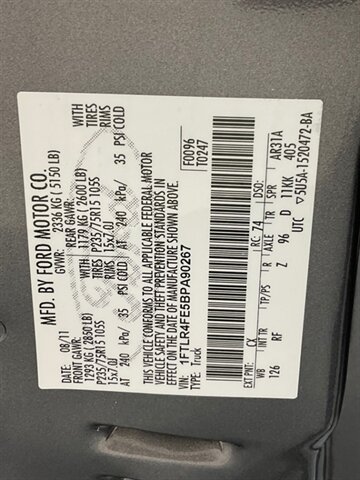 MFD. BY FORD MOTOR CO.
08/11 GVWR: 2336 KG ( 5150 LB)
FRONT GAWR: REAR GAWR: WITH
1293 KG ( 2850 LB) 1179 KG ( 2600 LB) TIRES
P235/75R15 105S P235/75R15 105S RIMS
15x7.0J 15x7.0J
AT 240 kPa/ 35 PSI COLD AT 240 kPa/ 35 PSI COLD
WITH
TIRES
RIMS
THIS VEHICLE CONFORMS TO ALL APPLICABLE FEDERAL MOTOR
VEHICLE SAFETY AND THEFT PREVENTION STANDARDS IN
EFFECT ON THE DATE OF MANUFACTURE SHOWN ABOVE.
VIN: 1FTLR4FE5BPA90267
TYPE: Truck
F0096
T0247
EXT PNT: CX RC: 74 DSO:
WB INT TR TP/PS R AXLE TR SPR AR31A
126 RF Z 96 D 11KK 405
5U5A-1520472-BA